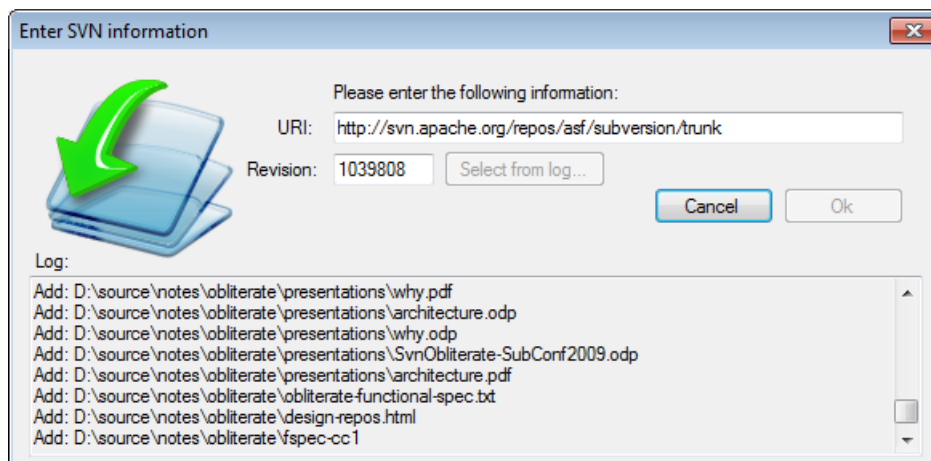 Enter SVN information
Please enter the following information:
URI: http://svn.apache.org/repos/asf/subversion/trunk
Revision: 1039808 Select from log...
Cancel Ok
Log:
Add: D:\source\notes\obliterate\presentations\why.pdf
Add: D:\source\notes\obliterate\presentations\architecture.odp
Add: D:\source\notes\obliterate\presentations\why.odp
Add: D:\source\notes\obliterate\presentations\SvnObliterate-SubConf2009.odp
Add: D:\source\notes\obliterate\presentations\architecture.pdf
Add: D:\source\notes\obliterate\obliterate-functional-spec.txt
Add: D:\source\notes\obliterate\design-repos.html
Add: D:\source\notes\obliterate\fspec-cc1